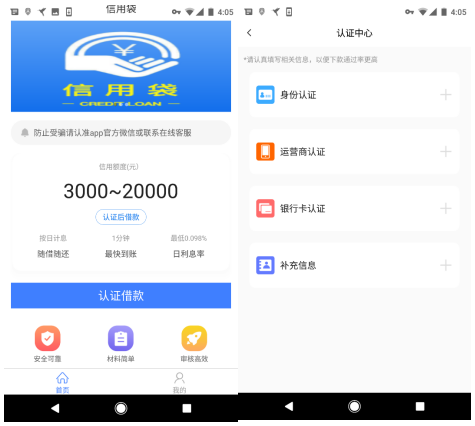 信用袋
4:05
信用袋
CREDIT LOAN
防止受骗请认准app官方微信或联系在线客服
信用额度(元)
3000~20000
认证后借款
按日计息
1分钟
最低0.098%
随借随还
最快到账
日利息率
认证借款
安全可靠
材料简单
审核高效
首页
我的
4:05
认证中心
*请认真填写相关信息，以便下款通过率更高
身份认证
运营商认证
银行卡认证
补充信息